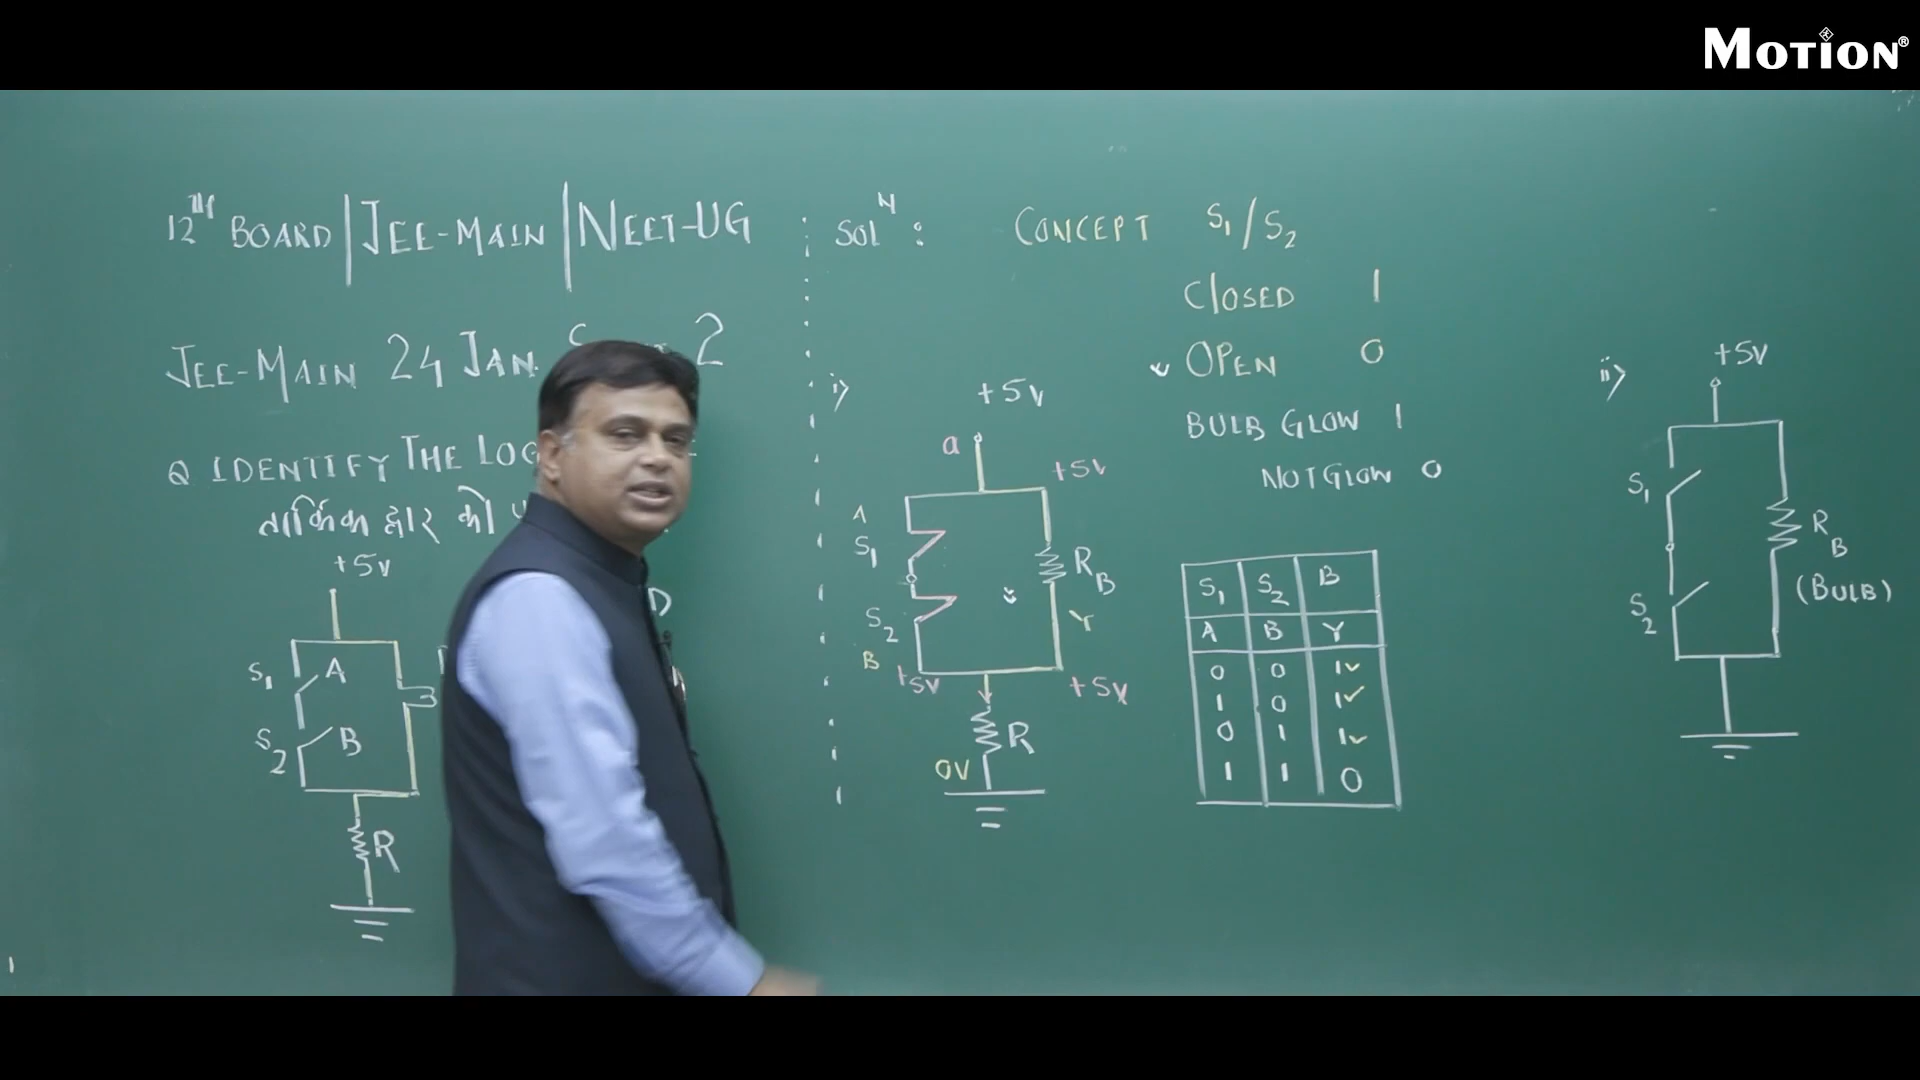 MOTION®
12TH BOARD | JEE-MAIN | NEET-UG
JEE-MAIN 24 JAN. 2
Q IDENTIFY THE
तार्किक द्वार को
+5V
S1 A
S2 B
R
SOLN :
CONCEPT S1/S2
CLOSED 1
OPEN 0
BULB GLOW 1
NOT GLOW 0
i)
+5V
a
+5V
A
S1
RB
S2
Y
B
+5V
+5V
R
0V
S1 S2 B
A B Y
0 0 1✓
1 0 1✓
0 1 1✓
1 1 0
ii)
+5V
S1
RB
(BULB)
S2